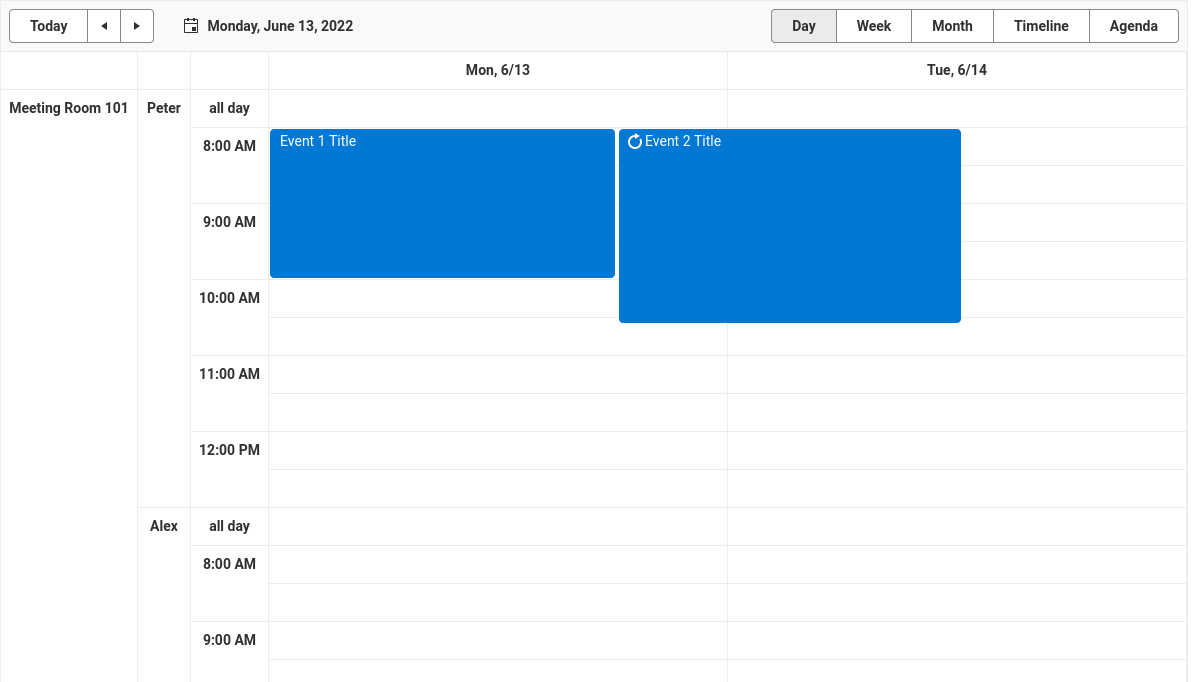 Today Monday, June 13, 2022 Day Week Month Timeline Agenda
Mon, 6/13 Tue, 6/14
Meeting Room 101 Peter all day
8:00 AM Event 1 Title Event 2 Title
9:00 AM
10:00 AM
11:00 AM
12:00 PM
Alex all day
8:00 AM
9:00 AM